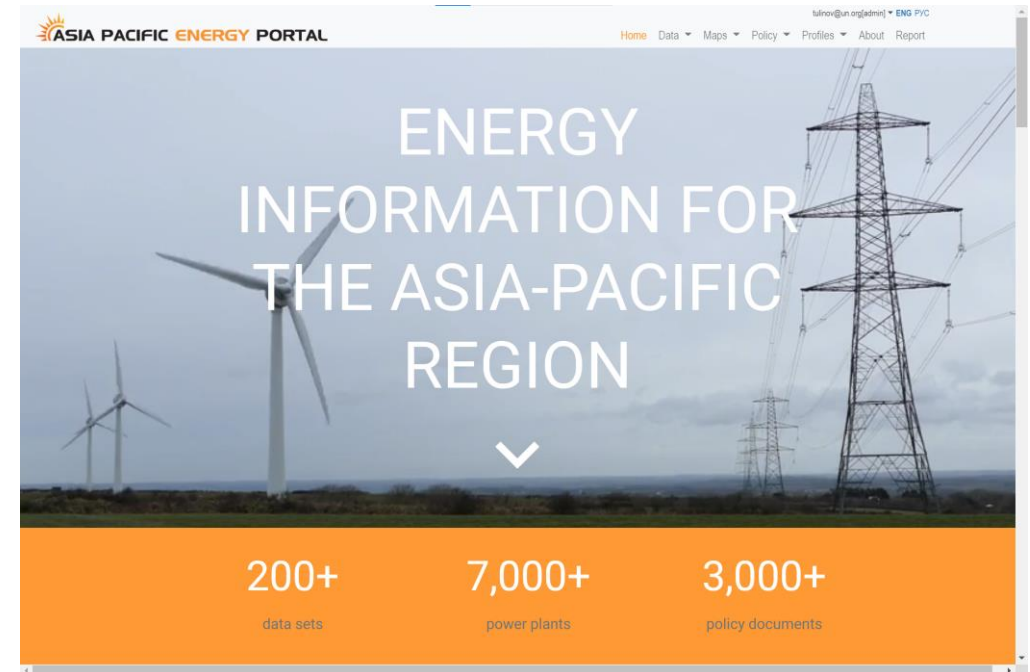 tulinov@un.org[admin] ENG РУС
ASIA PACIFIC ENERGY PORTAL
Home Data Maps Policy Profiles About Report
ENERGY
INFORMATION FOR
THE ASIA-PACIFIC
REGION
200+ 7,000+ 3,000+
data sets power plants policy documents